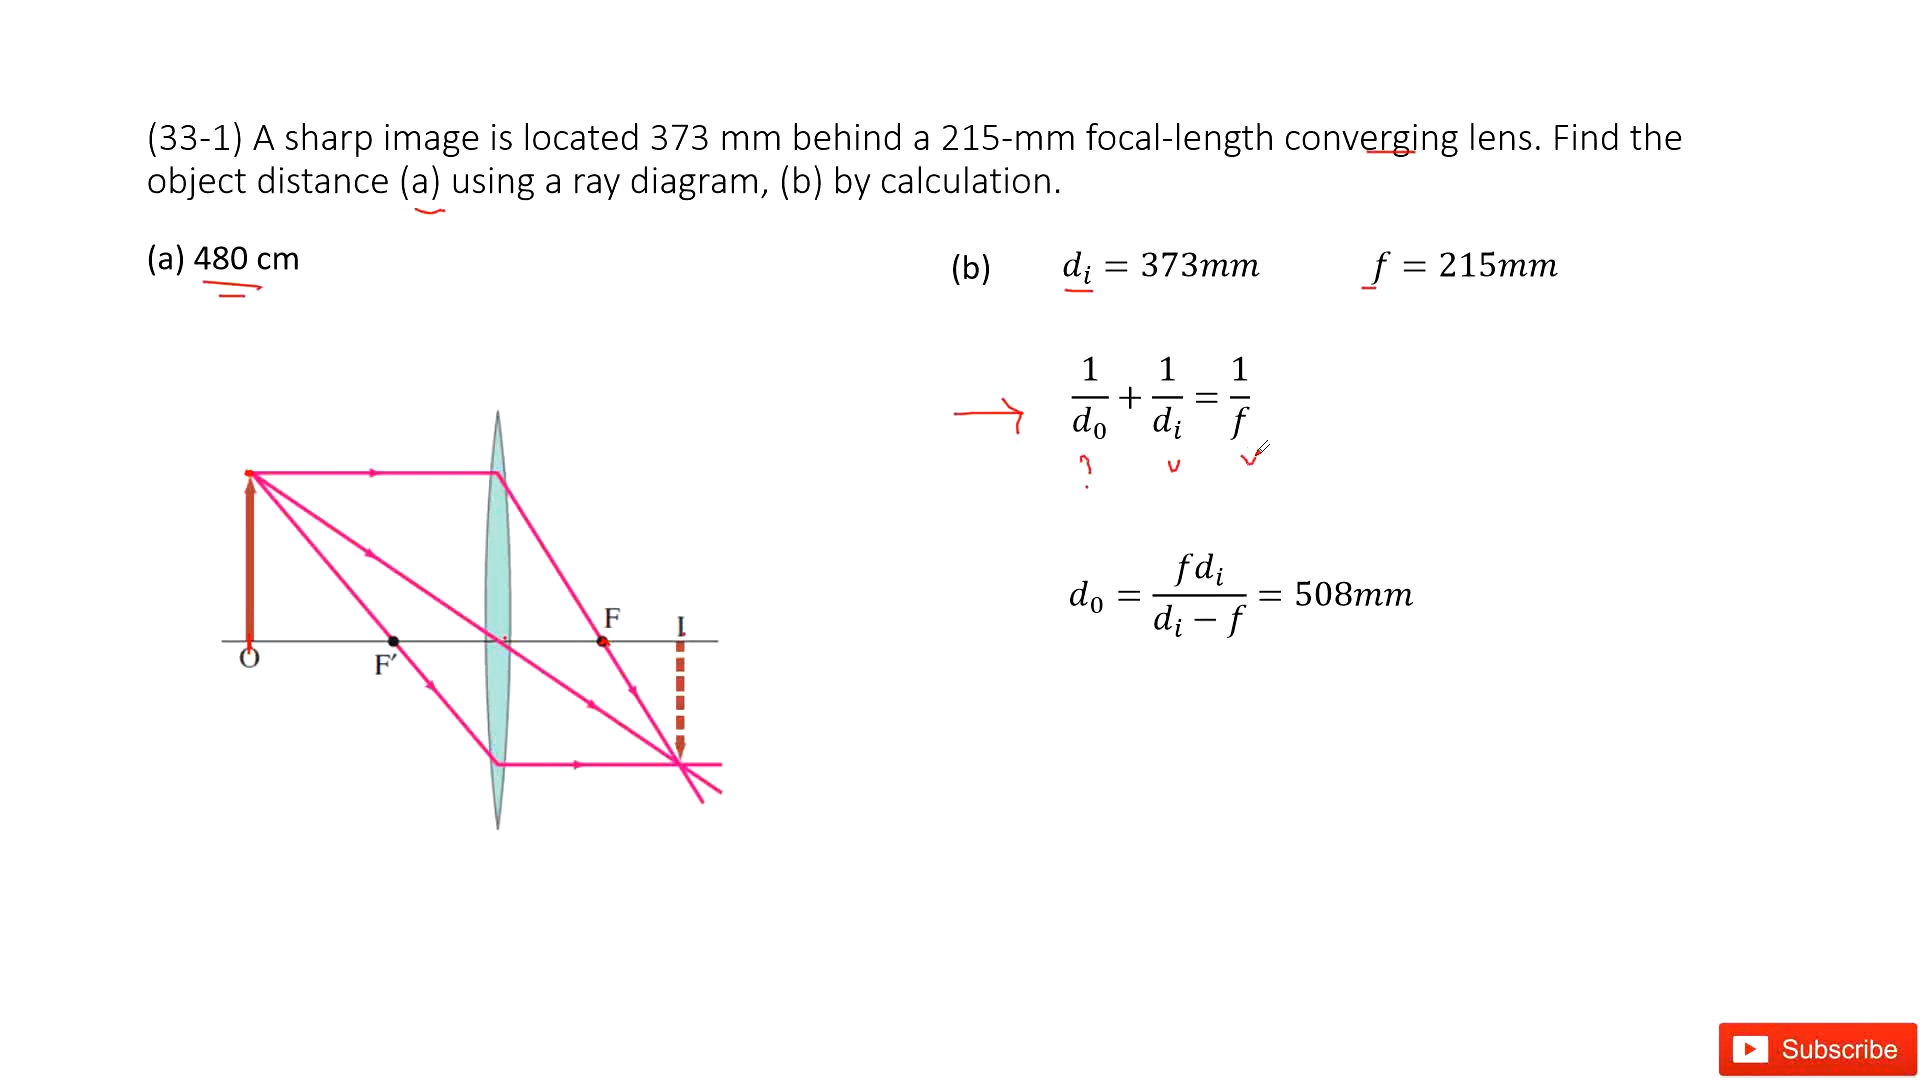 (33-1) A sharp image is located 373 mm behind a 215-mm focal-length converging lens. Find the
object distance (a) using a ray diagram, (b) by calculation.
(a) 480 cm
(b) d_i = 373mm f = 215mm
1/d_0 + 1/d_i = 1/f
?
d_0 = fd_i/(d_i − f) = 508mm
F
I
O
F′
Subscribe